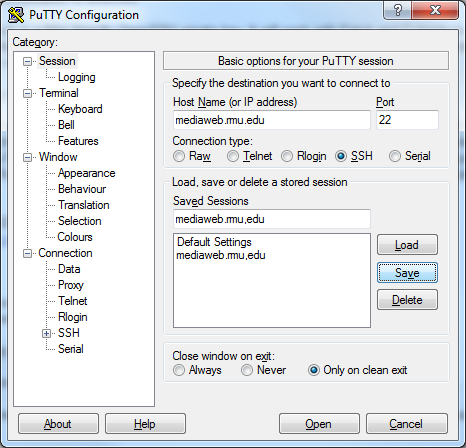 PuTTY Configuration
Category:
Session
Logging
Terminal
Keyboard
Bell
Features
Window
Appearance
Behaviour
Translation
Selection
Colours
Connection
Data
Proxy
Telnet
Rlogin
SSH
Serial
Basic options for your PuTTY session
Specify the destination you want to connect to
Host Name (or IP address) Port
mediaweb.rmu.edu 22
Connection type:
Raw Telnet Rlogin SSH Serial
Load, save or delete a stored session
Saved Sessions
mediaweb.rmu,edu
Default Settings
mediaweb.rmu,edu
Load
Save
Delete
Close window on exit:
Always Never Only on clean exit
About Help Open Cancel